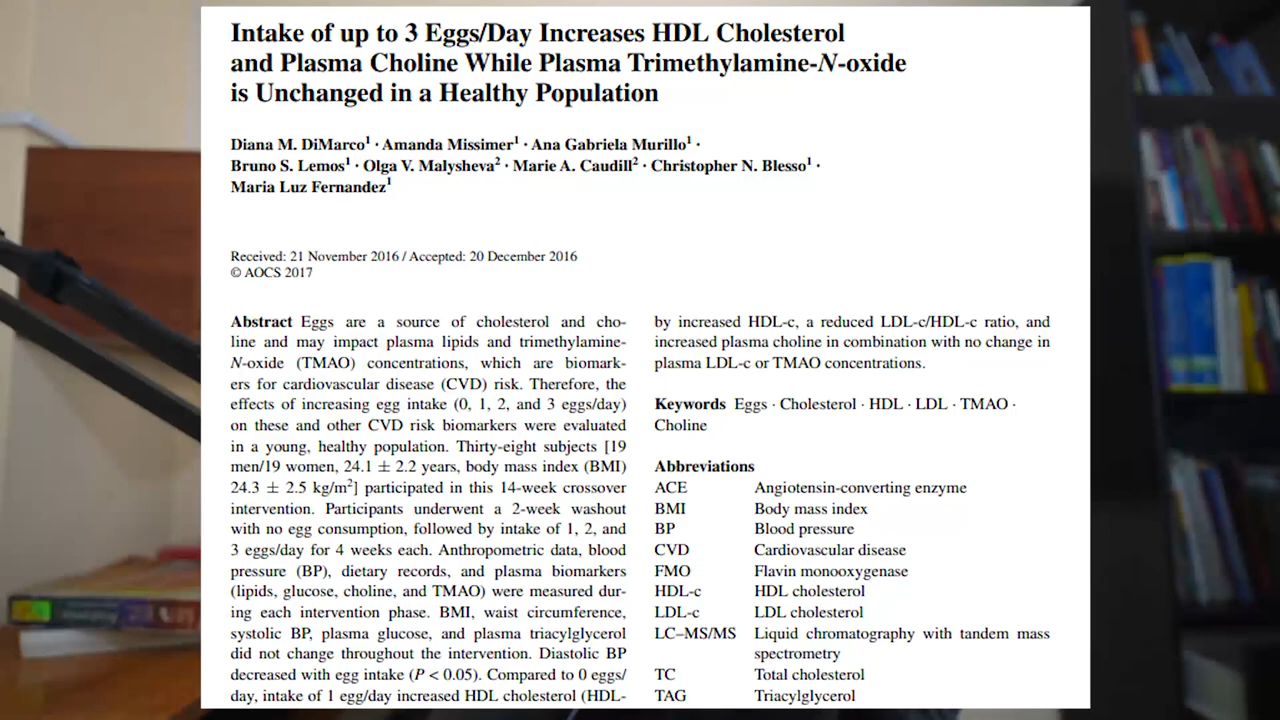 Intake of up to 3 Eggs/Day Increases HDL Cholesterol
and Plasma Choline While Plasma Trimethylamine-N-oxide
is Unchanged in a Healthy Population
Diana M. DiMarco1 · Amanda Missimer1 · Ana Gabriela Murillo1 ·
Bruno S. Lemos1 · Olga V. Malysheva2 · Marie A. Caudill2 · Christopher N. Blesso1 ·
Maria Luz Fernandez1
Received: 21 November 2016 / Accepted: 20 December 2016
© AOCS 2017
Abstract Eggs are a source of cholesterol and cho-
line and may impact plasma lipids and trimethylamine-
N-oxide (TMAO) concentrations, which are biomark-
ers for cardiovascular disease (CVD) risk. Therefore, the
effects of increasing egg intake (0, 1, 2, and 3 eggs/day)
on these and other CVD risk biomarkers were evaluated
in a young, healthy population. Thirty-eight subjects [19
men/19 women, 24.1 ± 2.2 years, body mass index (BMI)
24.3 ± 2.5 kg/m2] participated in this 14-week crossover
intervention. Participants underwent a 2-week washout
with no egg consumption, followed by intake of 1, 2, and
3 eggs/day for 4 weeks each. Anthropometric data, blood
pressure (BP), dietary records, and plasma biomarkers
(lipids, glucose, choline, and TMAO) were measured dur-
ing each intervention phase. BMI, waist circumference,
systolic BP, plasma glucose, and plasma triacylglycerol
did not change throughout the intervention. Diastolic BP
decreased with egg intake (P < 0.05). Compared to 0 eggs/
day, intake of 1 egg/day increased HDL cholesterol (HDL-
by increased HDL-c, a reduced LDL-c/HDL-c ratio, and
increased plasma choline in combination with no change in
plasma LDL-c or TMAO concentrations.
Keywords Eggs · Cholesterol · HDL · LDL · TMAO ·
Choline
Abbreviations
ACE Angiotensin-converting enzyme
BMI Body mass index
BP Blood pressure
CVD Cardiovascular disease
FMO Flavin monooxygenase
HDL-c HDL cholesterol
LDL-c LDL cholesterol
LC–MS/MS Liquid chromatography with tandem mass
spectrometry
TC Total cholesterol
TAG Triacylglycerol